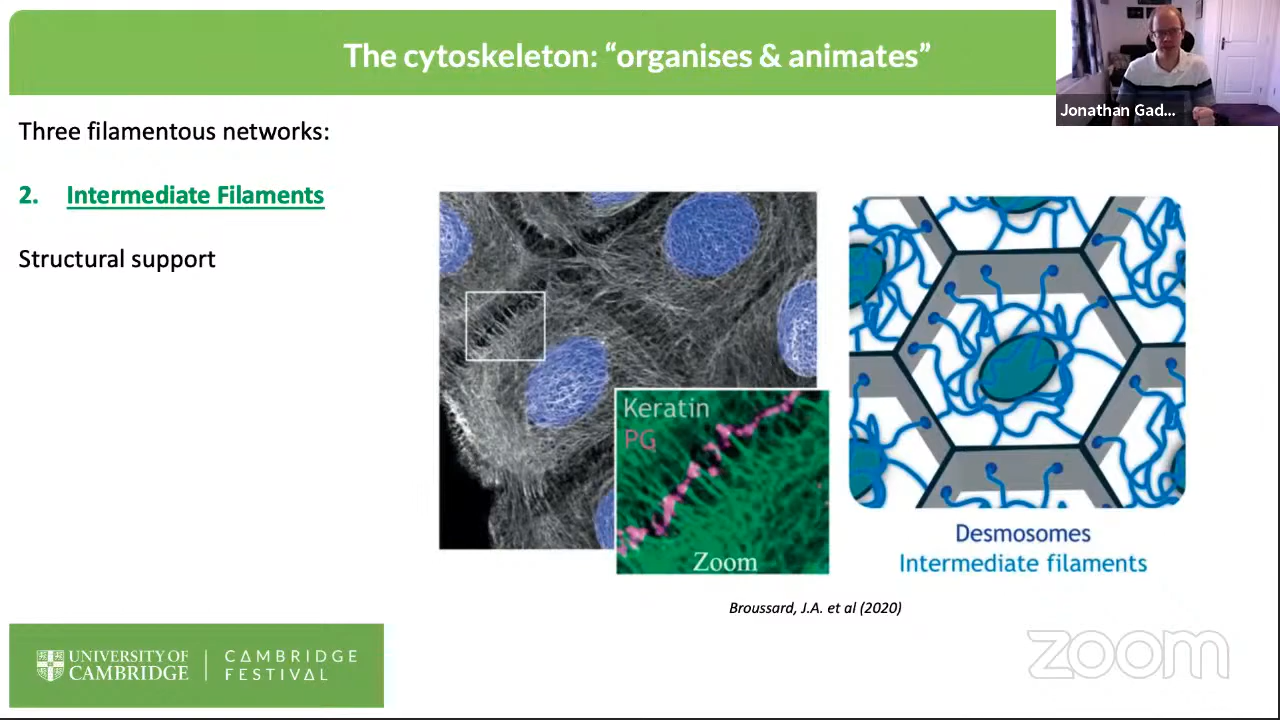 The cytoskeleton: “organises & animates”
Jonathan Gad...
Three filamentous networks:
2. Intermediate Filaments
Structural support
Keratin
PG
Zoom
Desmosomes
Intermediate filaments
Broussard, J.A. et al (2020)
UNIVERSITY OF
CAMBRIDGE
CAMBRIDGE
FESTIVAL
zoom